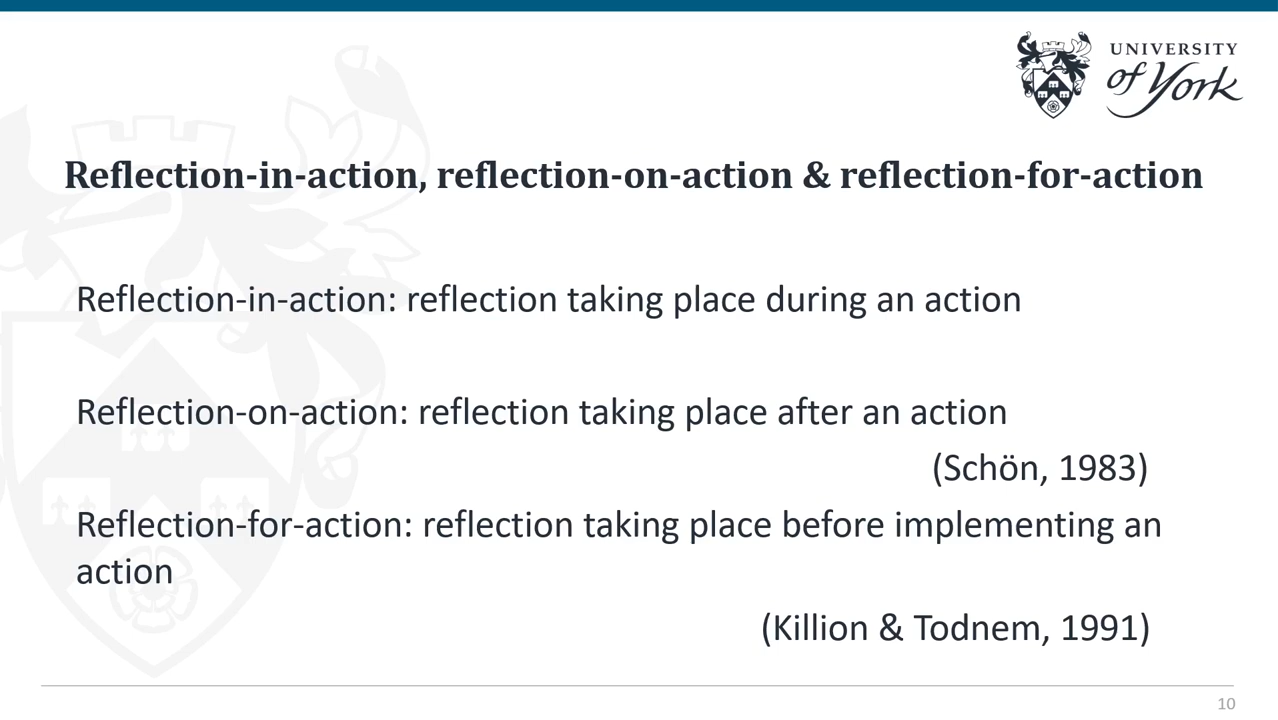 UNIVERSITY
of York
Reflection-in-action, reflection-on-action & reflection-for-action
Reflection-in-action: reflection taking place during an action
Reflection-on-action: reflection taking place after an action
(Schön, 1983)
Reflection-for-action: reflection taking place before implementing an
action
(Killion & Todnem, 1991)
10